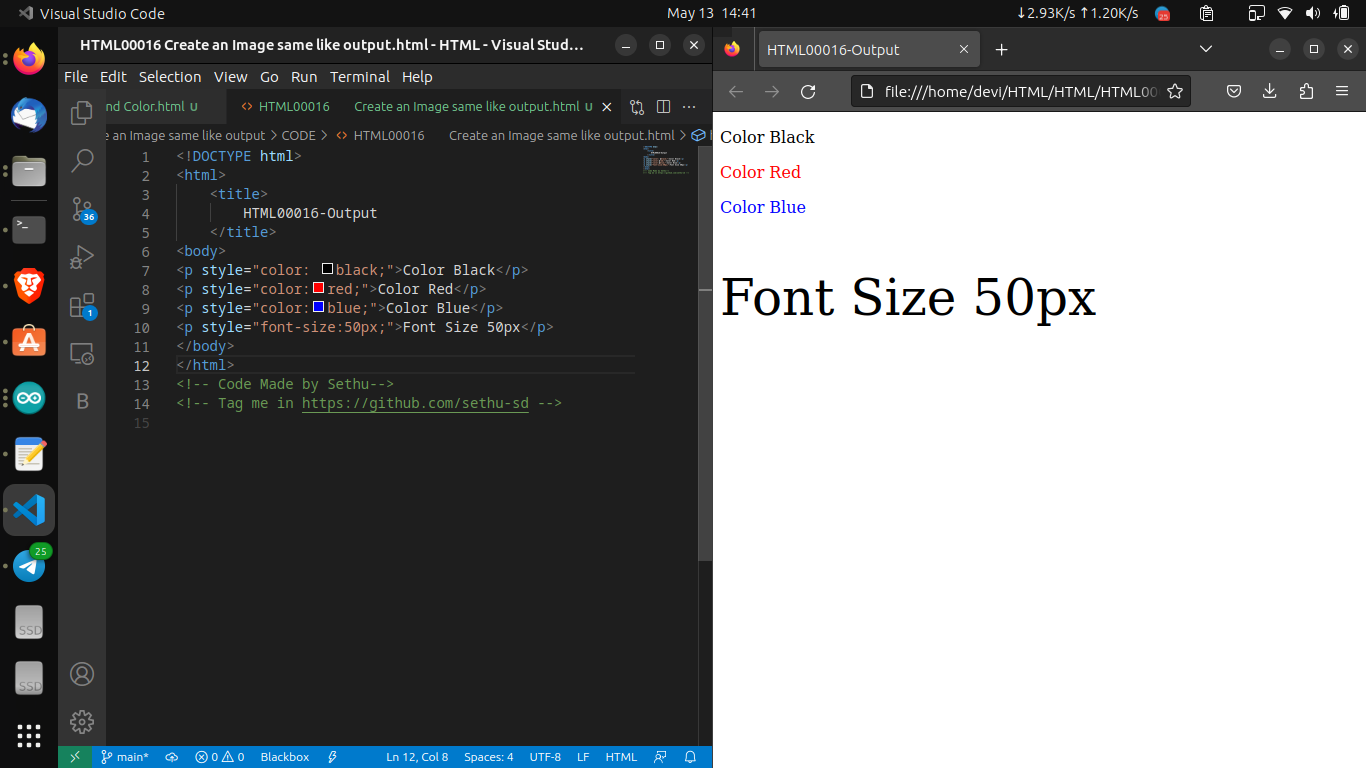 Visual Studio Code
May 13 14:41
↓2.93K/s ↑1.20K/s
25
HTML00016 Create an Image same like output.html - HTML - Visual Stud…
File Edit Selection View Go Run Terminal Help
nd Color.html U
HTML00016 Create an Image same like output.html U
e an Image same like output > CODE > HTML00016 Create an Image same like output.html >
1 <!DOCTYPE html>
2 <html>
3 <title>
4 HTML00016-Output
5 </title>
6 <body>
7 <p style="color: black;">Color Black</p>
8 <p style="color:red;">Color Red</p>
9 <p style="color:blue;">Color Blue</p>
10 <p style="font-size:50px;">Font Size 50px</p>
11 </body>
12 </html>
13 <!-- Code Made by Sethu-->
14 <!-- Tag me in https://github.com/sethu-sd -->
15
36
1
B
25
SSD
SSD
main* 0 0 Blackbox Ln 12, Col 8 Spaces: 4 UTF-8 LF HTML
HTML00016-Output
file:///home/devi/HTML/HTML/HTML00
Color Black
Color Red
Color Blue
Font Size 50px